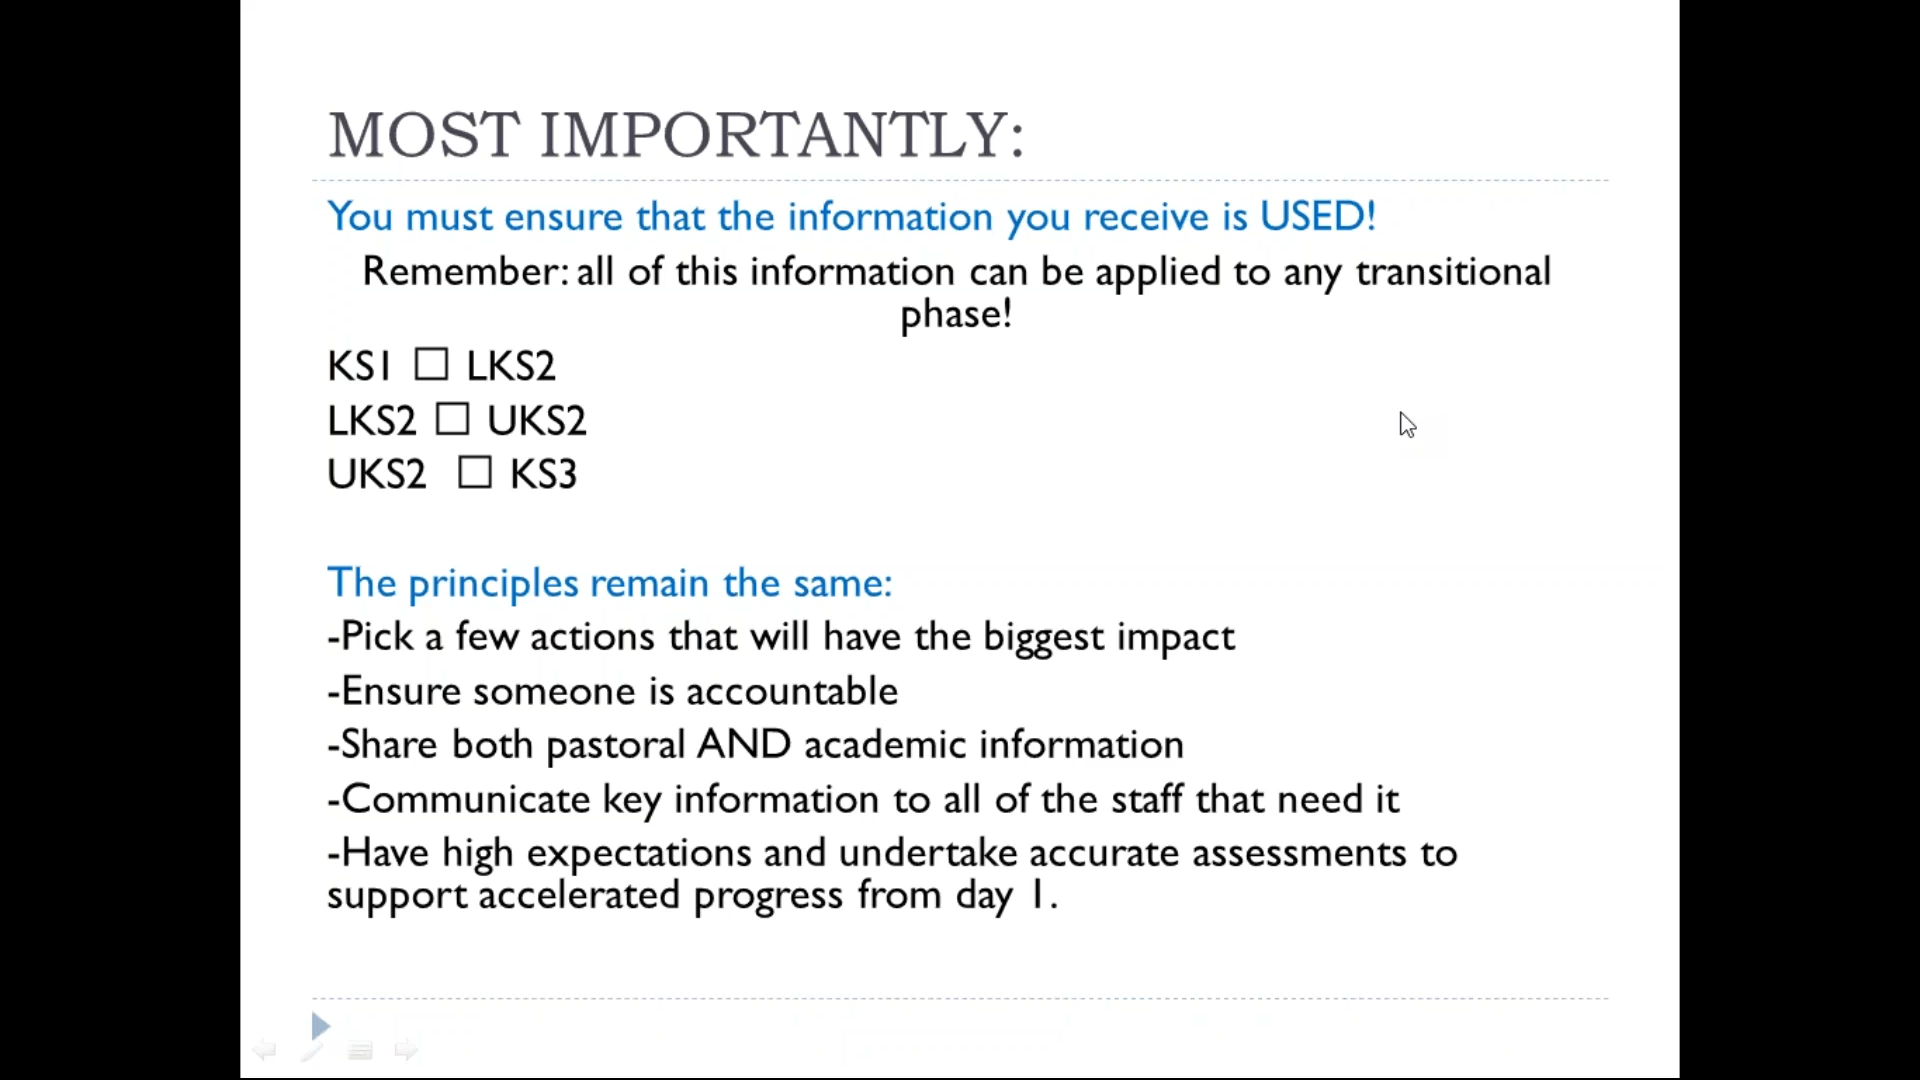 MOST IMPORTANTLY:
You must ensure that the information you receive is USED!
Remember: all of this information can be applied to any transitional
phase!
KS1 □ LKS2
LKS2 □ UKS2
UKS2 □ KS3
The principles remain the same:
-Pick a few actions that will have the biggest impact
-Ensure someone is accountable
-Share both pastoral AND academic information
-Communicate key information to all of the staff that need it
-Have high expectations and undertake accurate assessments to
support accelerated progress from day 1.